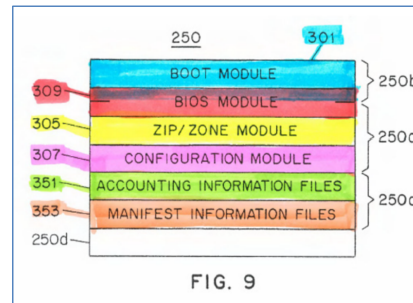 250
301
BOOT MODULE
250b
309
BIOS MODULE
305
ZIP/ZONE MODULE
250c
307
CONFIGURATION MODULE
351
ACCOUNTING INFORMATION FILES
250d
353
MANIFEST INFORMATION FILES
250d
FIG. 9